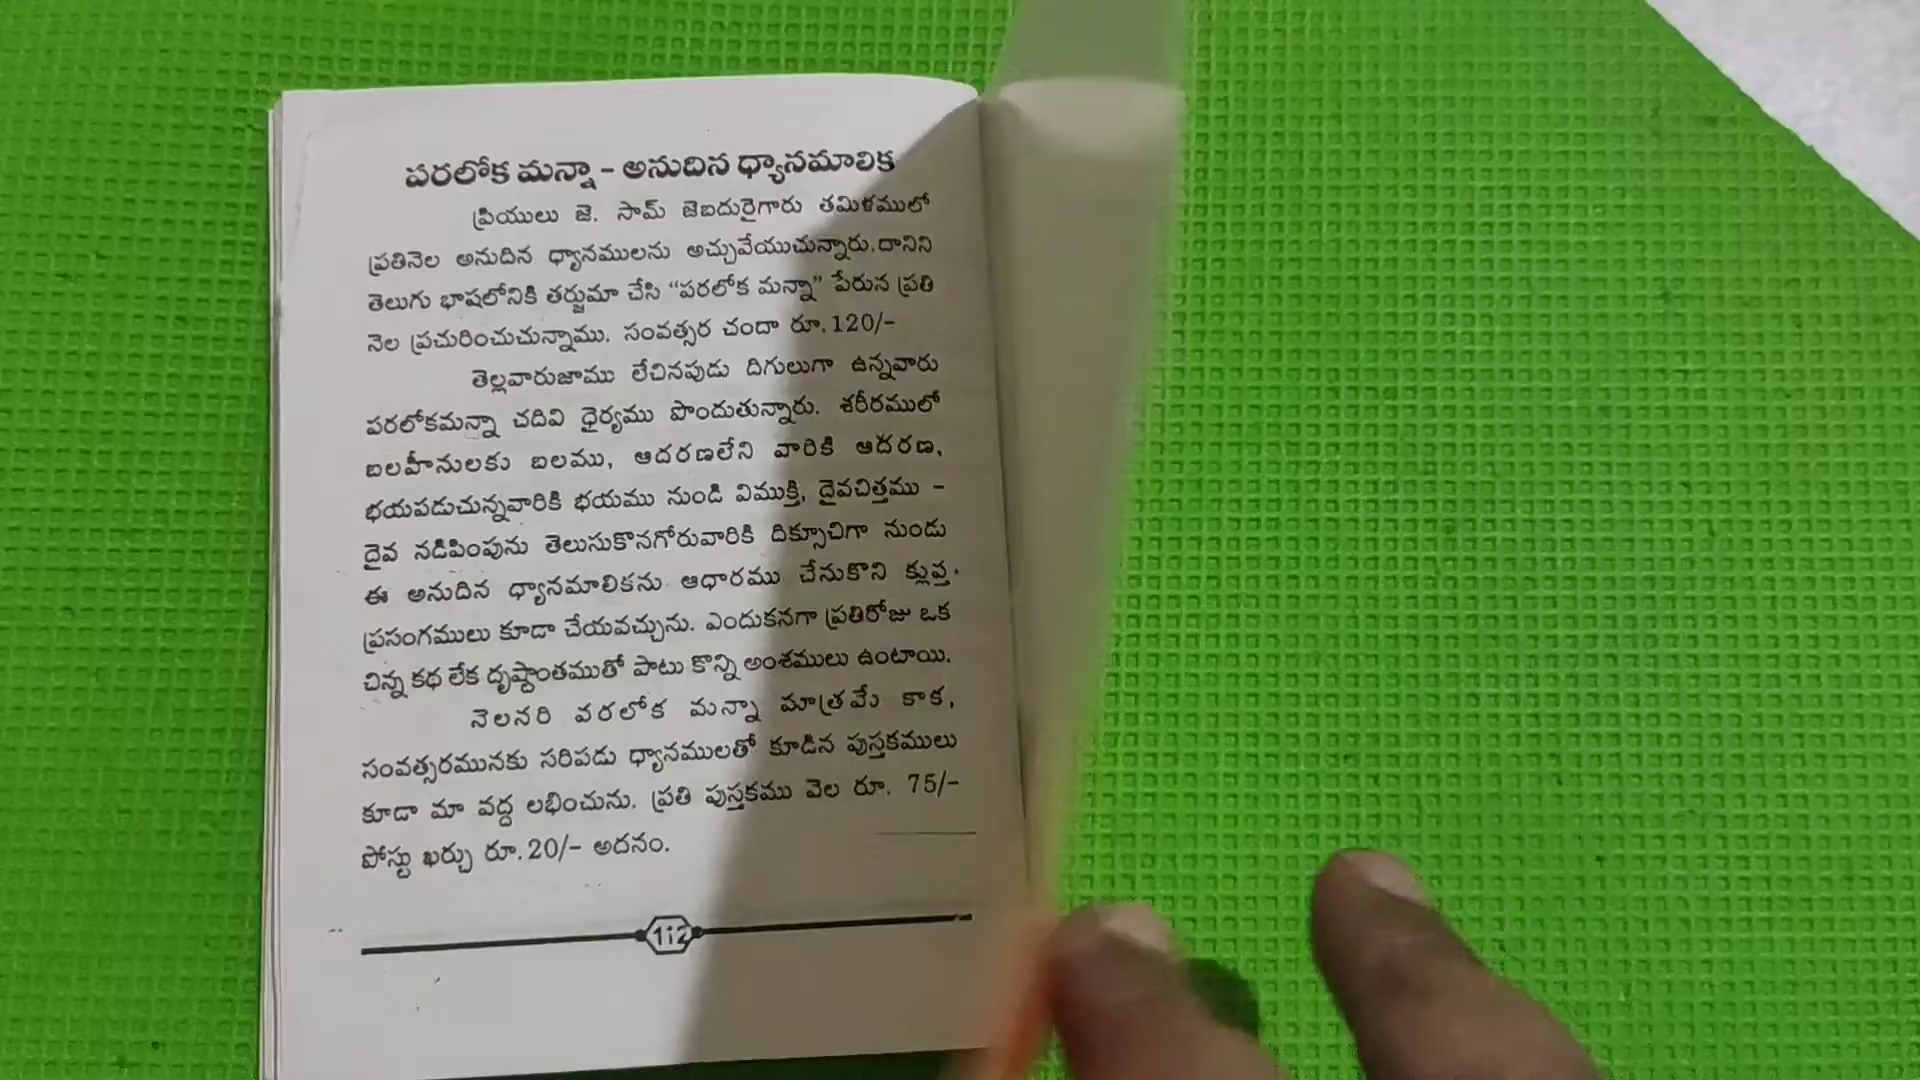 పరలోక మన్నా - అనుదిన ధ్యానమాలిక
ప్రియులు జె. సామ్ జెబదురైగారు తమిళములో
ప్రతినెల అనుదిన ధ్యానములను అచ్చువేయుచున్నారు.దానిని
తెలుగు భాషలోనికి తర్జుమా చేసి “పరలోక మన్నా” పేరున ప్రతి
నెల ప్రచురించుచున్నాము. సంవత్సర చందా రూ.120/-
తెల్లవారుజాము లేచినపుడు దిగులుగా ఉన్నవారు
పరలోకమన్నా చదివి ధైర్యము పొందుతున్నారు. శరీరములో
బలహీనులకు బలము, ఆదరణలేని వారికి ఆదరణ,
భయపడుచున్నవారికి భయము నుండి విముక్తి, దైవచిత్తము -
దైవ నడిపింపును తెలుసుకొనగోరువారికి దిక్సూచిగా నుండు
ఈ అనుదిన ధ్యానమాలికను ఆధారము చేసుకొని క్లుప్త
ప్రసంగములు కూడా చేయవచ్చును. ఎందుకనగా ప్రతిరోజు ఒక
చిన్న కథ లేక దృష్టాంతముతో పాటు కొన్ని అంశములు ఉంటాయి.
నెలసరి పరలోక మన్నా మాత్రమే కాక,
సంవత్సరమునకు సరిపడు ధ్యానములతో కూడిన పుస్తకములు
కూడా మా వద్ద లభించును. ప్రతి పుస్తకము వెల రూ. 75/-
పోస్టు ఖర్చు రూ.20/- అదనం.
112